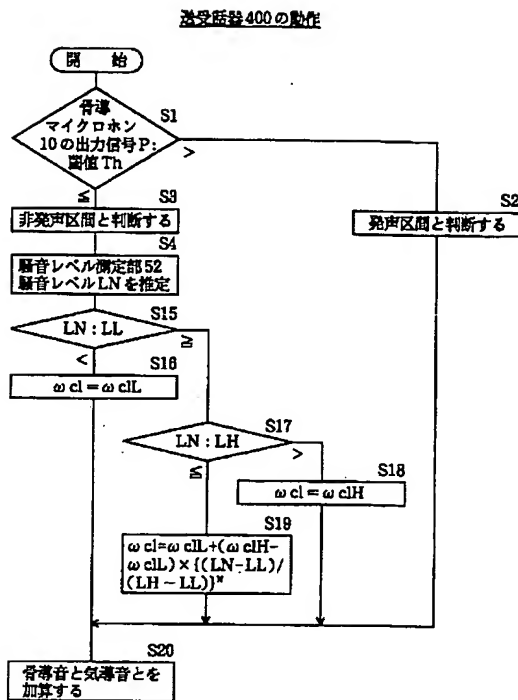 送受話器400の動作
開 始
S1
骨導
マイクロホン
10の出力信号P:
閾値Th
>
≦
S3
非発声区間と判断する
S2
発声区間と判断する
S4
騒音レベル測定部52
騒音レベルLNを推定
S15
LN:LL
<
≧
S16
ωcl=ωclL
S17
LN:LH
>
≦
S18
ωcl=ωclH
S19
ωcl=ωclL+(ωclH-
ωclL)×{(LN-LL)/
(LH-LL)}
S20
骨導音と気導音とを
加算する